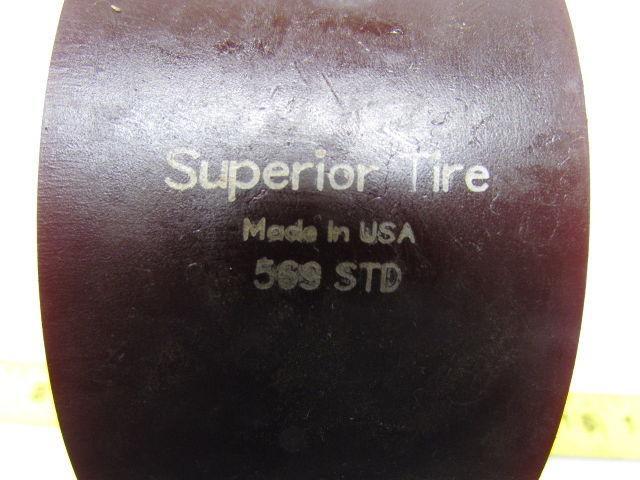 Superior Tire
Made In USA
569 STD